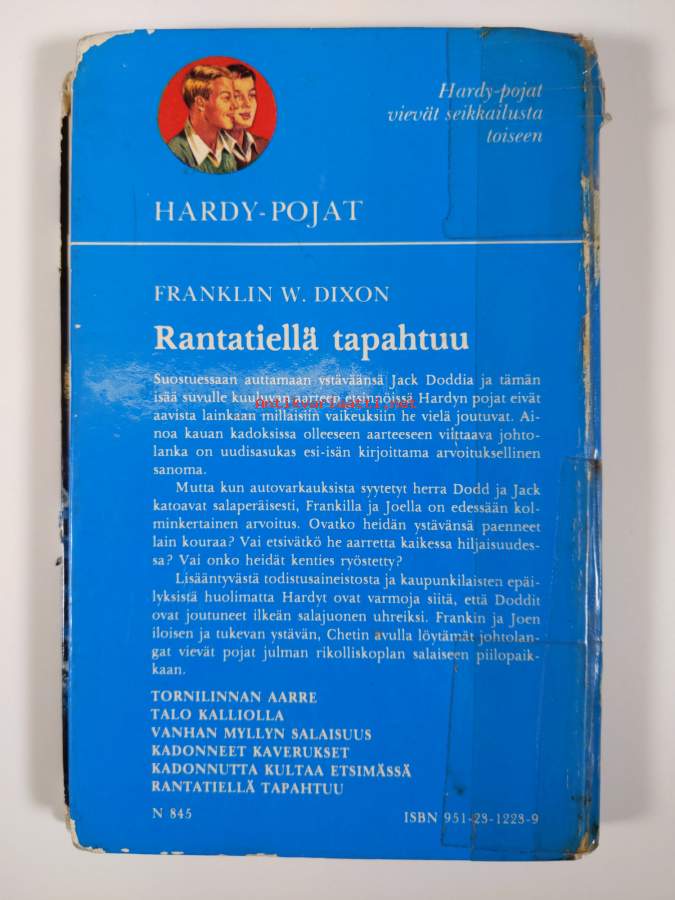 Hardy-pojat
vievät seikkailusta
toiseen
HARDY-POJAT
FRANKLIN W. DIXON
Rantatiellä tapahtuu
Suostuessaan auttamaan ystäväänsä Jack Doddia ja tämän
isää suvulle kuuluvan aarteen etsinnöissä Hardyn pojat eivät
antikvariaatti.net
aavista lainkaan millaisiin vaikeuksiin he vielä joutuvat. Ai-
noa kauan kadoksissa olleeseen aarteeseen viittaava johto-
lanka on uudisasukas esi-isän kirjoittama arvoituksellinen
sanoma.
Mutta kun autovarkauksista syytetyt herra Dodd ja Jack
katoavat salaperäisesti, Frankilla ja Joella on edessään kol-
minkertainen arvoitus. Ovatko heidän ystävänsä paenneet
lain kouraa? Vai etsivätkö he aarretta kaikessa hiljaisuudes-
sa? Vai onko heidät kenties ryöstetty?
Lisääntyvästä todistusaineistosta ja kaupunkilaisten epäi-
lyksistä huolimatta Hardyt ovat varmoja siitä, että Doddit
ovat joutuneet ilkeän salajuonen uhreiksi. Frankin ja Joen
iloisen ja tukevan ystävän, Chetin avulla löytämät johtolan-
gat vievät pojat julman rikolliskoplan salaiseen piilopaik-
kaan.
TORNILINNAN AARRE
TALO KALLIOLLA
VANHAN MYLLYN SALAISUUS
KADONNEET KAVERUKSET
KADONNUTTA KULTAA ETSIMÄSSÄ
RANTATIELLÄ TAPAHTUU
N 845
ISBN 951-23-1223-9